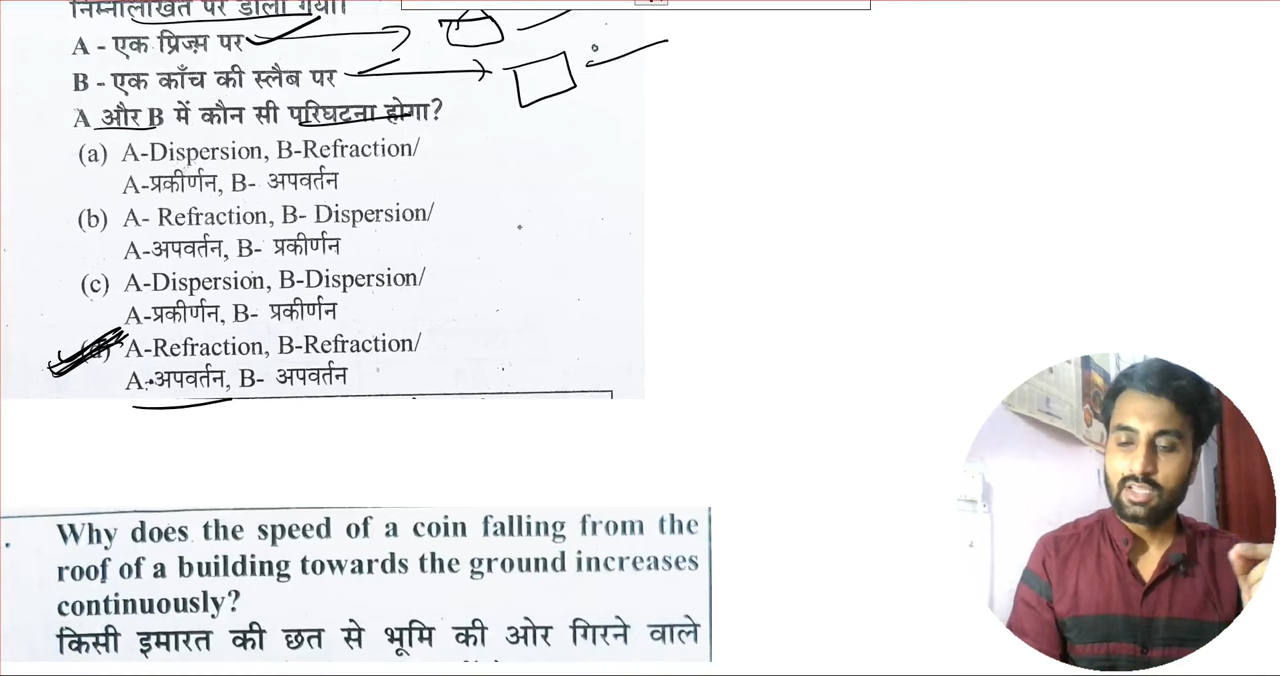 निम्नलिखित पर डाला गया।
A - एक प्रिज़्म पर
B - एक काँच की स्लैब पर
A और B में कौन सी परिघटना होगा?
(a) A-Dispersion, B-Refraction/
A-प्रकीर्णन, B- अपवर्तन
(b) A- Refraction, B- Dispersion/
A-अपवर्तन, B- प्रकीर्णन
(c) A-Dispersion, B-Dispersion/
A-प्रकीर्णन, B- प्रकीर्णन
(d) A-Refraction, B-Refraction/
A-अपवर्तन, B- अपवर्तन
Why does the speed of a coin falling from the
roof of a building towards the ground increases
continuously?
किसी इमारत की छत से भूमि की ओर गिरने वाले